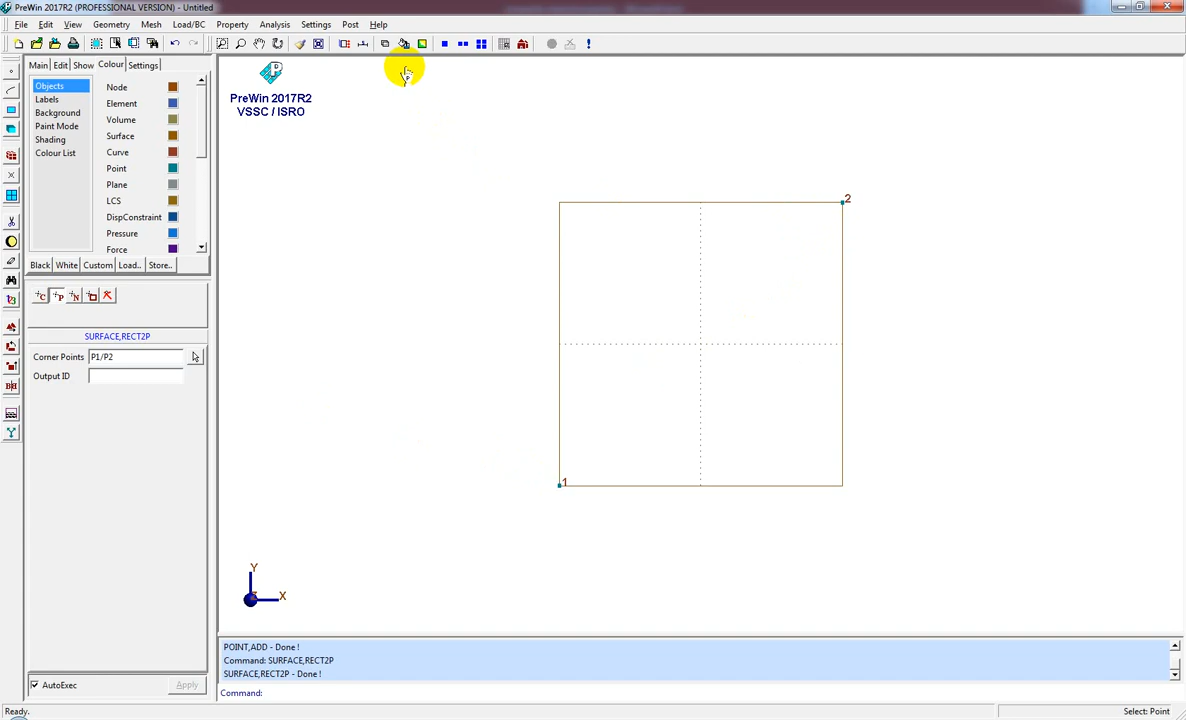 PreWin 2017R2 (PROFESSIONAL VERSION) - Untitled
File Edit View Geometry Mesh Load/BC Property Analysis Settings Post Help
Main Edit Show Colour Settings
Objects
Labels
Background
Paint Mode
Shading
Colour List
Node
Element
Volume
Surface
Curve
Point
Plane
LCS
DispConstraint
Pressure
Force
Black White Custom Load.. Store..
SURFACE,RECT2P
Corner Points P1/P2
Output ID
AutoExec Apply
PreWin 2017R2
VSSC / ISRO
2
1
Y
X
POINT,ADD - Done !
Command: SURFACE,RECT2P
SURFACE,RECT2P - Done !
Command:
Ready.
Select: Point